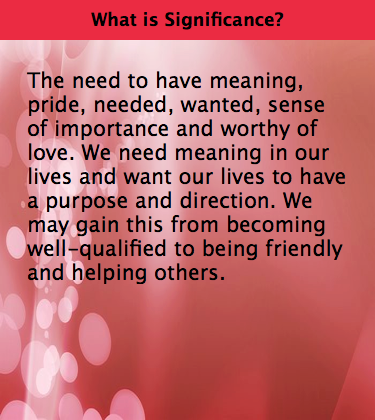 What is Significance?
The need to have meaning,
pride, needed, wanted, sense
of importance and worthy of
love. We need meaning in our
lives and want our lives to have
a purpose and direction. We
may gain this from becoming
well-qualified to being friendly
and helping others.